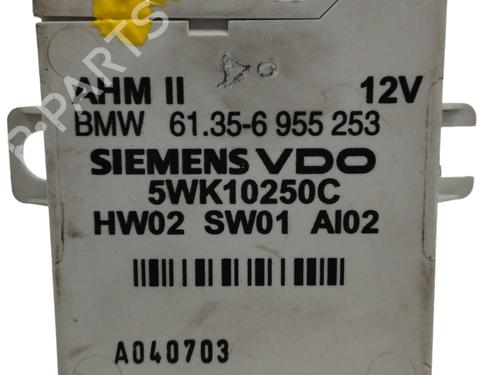 AHM II 12V
BMW 61.35-6 955 253
SIEMENS VDO
5WK10250C
HW02 SW01 AI02
A040703